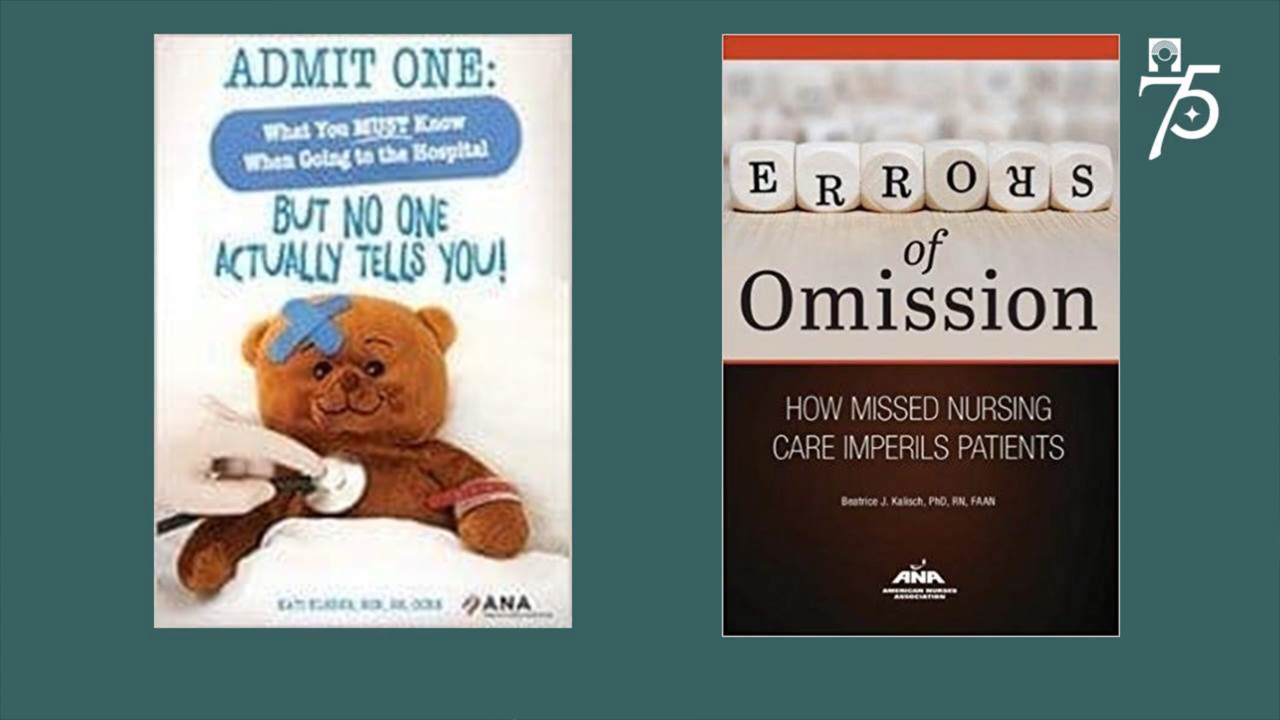 ADMIT ONE:
What You MUST Know
When Going to the Hospital
BUT NO ONE
ACTUALLY TELLS YOU!
ANA
ERRORS
of
Omission
HOW MISSED NURSING
CARE IMPERILS PATIENTS
Beatrice J. Kalisch, PhD, RN, FAAN
ANA
AMERICAN NURSES
ASSOCIATION
75